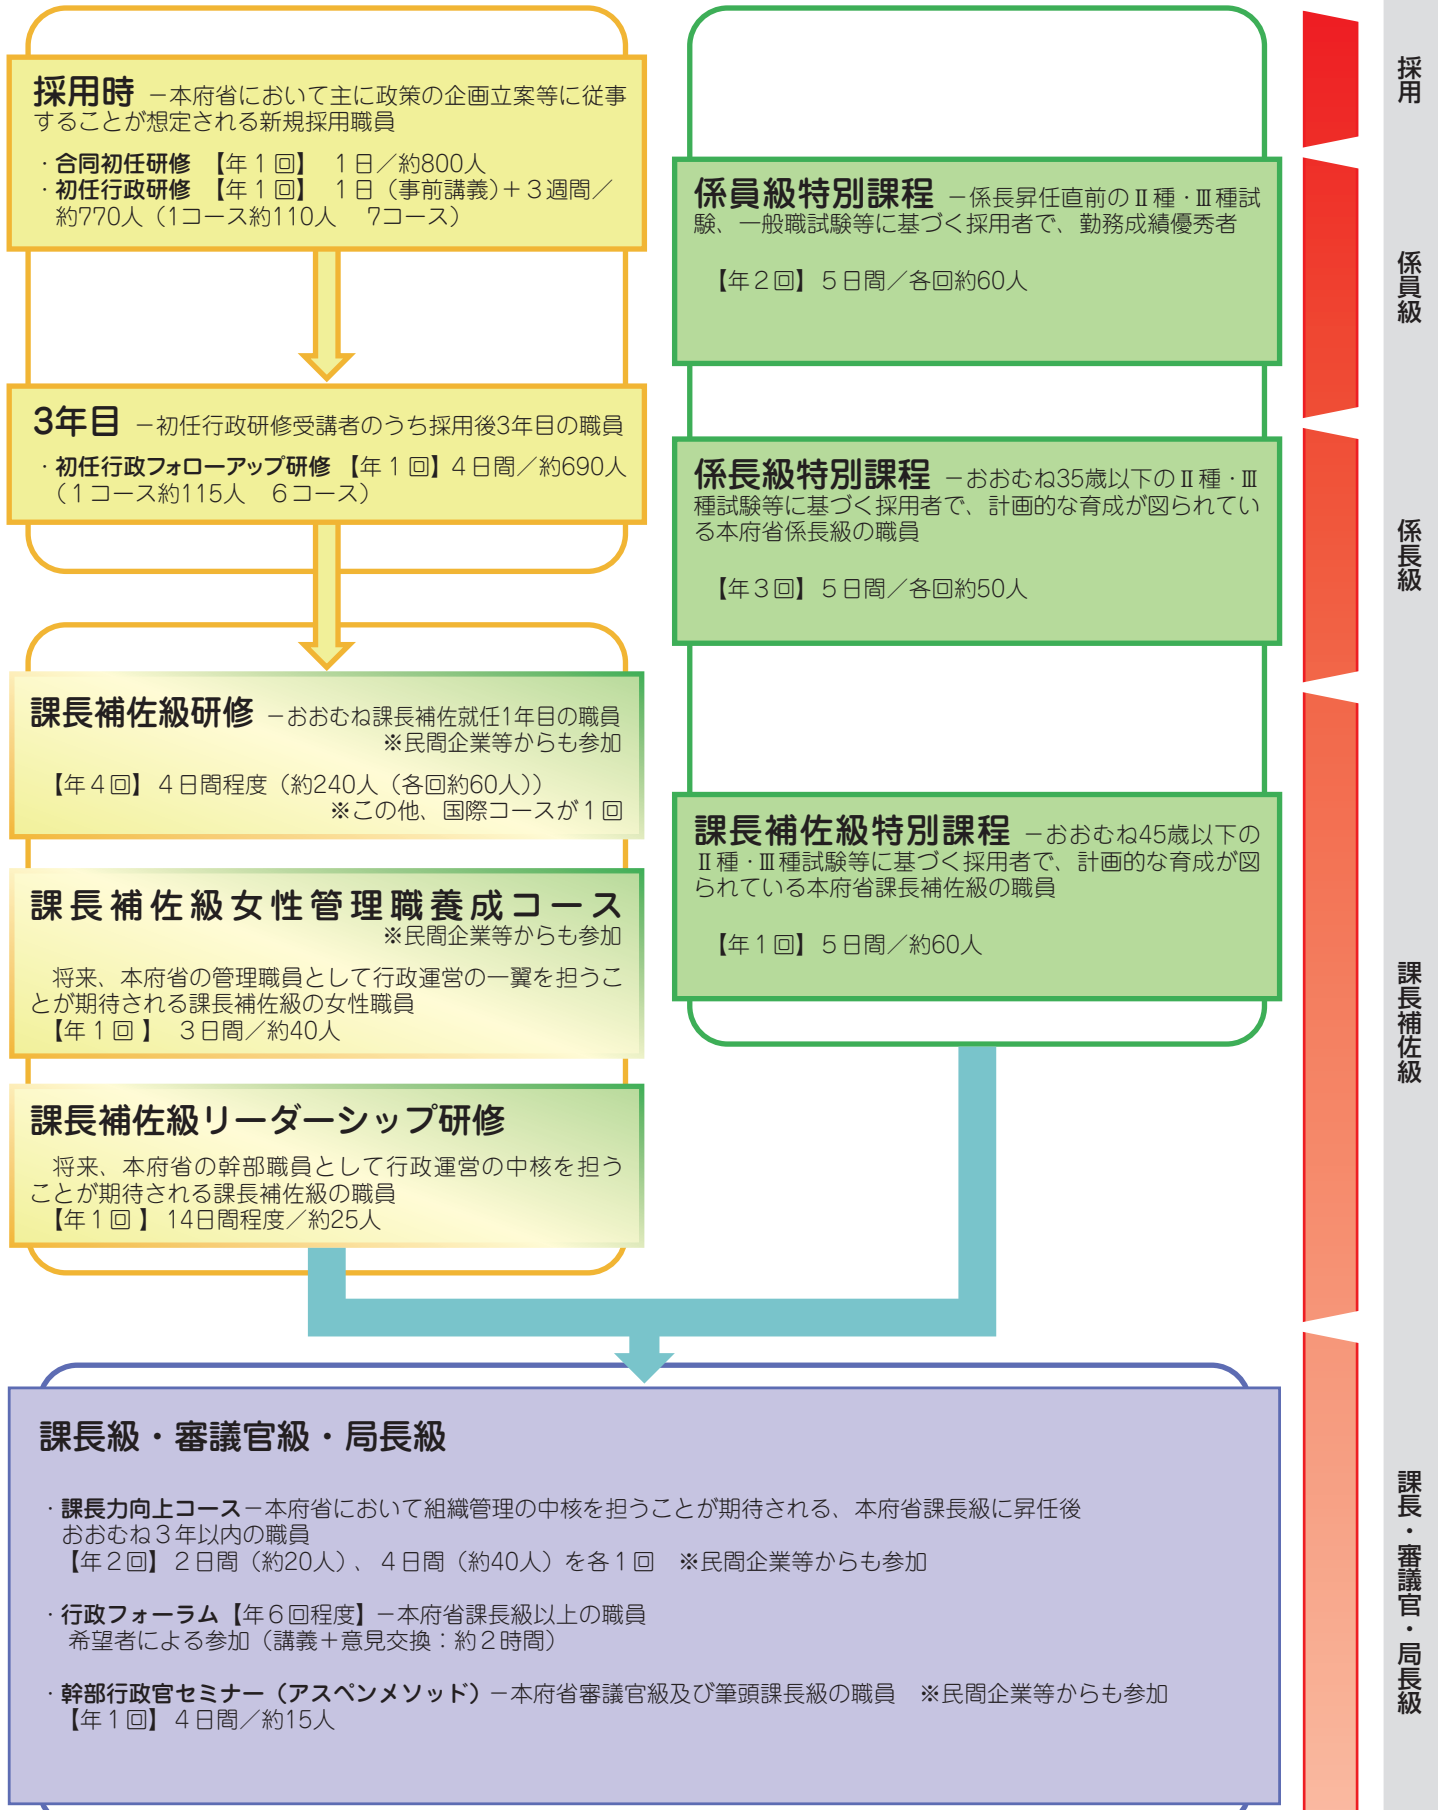 採用時 －本府省において主に政策の企画立案等に従事
することが想定される新規採用職員
・合同初任研修 【年１回】 １日／約800人
・初任行政研修 【年１回】 １日（事前講義）＋３週間／
約770人（1コース約110人　7コース）
3年目 －初任行政研修受講者のうち採用後3年目の職員
・初任行政フォローアップ研修 【年１回】４日間／約690人
（１コース約115人　６コース）
課長補佐級研修 －おおむね課長補佐就任1年目の職員
※民間企業等からも参加
【年４回】４日間程度（約240人（各回約60人））
※この他、国際コースが１回
課長補佐級女性管理職養成コース
※民間企業等からも参加
将来、本府省の管理職員として行政運営の一翼を担うこ
とが期待される課長補佐級の女性職員
【年１回 】 ３日間／約40人
課長補佐級リーダーシップ研修
将来、本府省の幹部職員として行政運営の中核を担う
ことが期待される課長補佐級の職員
【年１回 】 14日間程度／約25人
係員級特別課程 －係長昇任直前のⅡ種・Ⅲ種試
験、一般職試験等に基づく採用者で、勤務成績優秀者
【年２回】５日間／各回約60人
係長級特別課程 －おおむね35歳以下のⅡ種・Ⅲ
種試験等に基づく採用者で、計画的な育成が図られてい
る本府省係長級の職員
【年３回】５日間／各回約50人
課長補佐級特別課程 －おおむね45歳以下の
Ⅱ種・Ⅲ種試験等に基づく採用者で、計画的な育成が図
られている本府省課長補佐級の職員
【年１回】５日間／約60人
課長級・審議官級・局長級
・課長力向上コース－本府省において組織管理の中核を担うことが期待される、本府省課長級に昇任後
おおむね３年以内の職員
【年２回】２日間（約20人）、４日間（約40人）を各１回　※民間企業等からも参加
・行政フォーラム【年６回程度】－本府省課長級以上の職員
希望者による参加（講義＋意見交換：約２時間）
・幹部行政官セミナー（アスペンメソッド）－本府省審議官級及び筆頭課長級の職員　※民間企業等からも参加
【年１回】４日間／約15人
採用
係員級
係長級
課長補佐級
課長・審議官・局長級